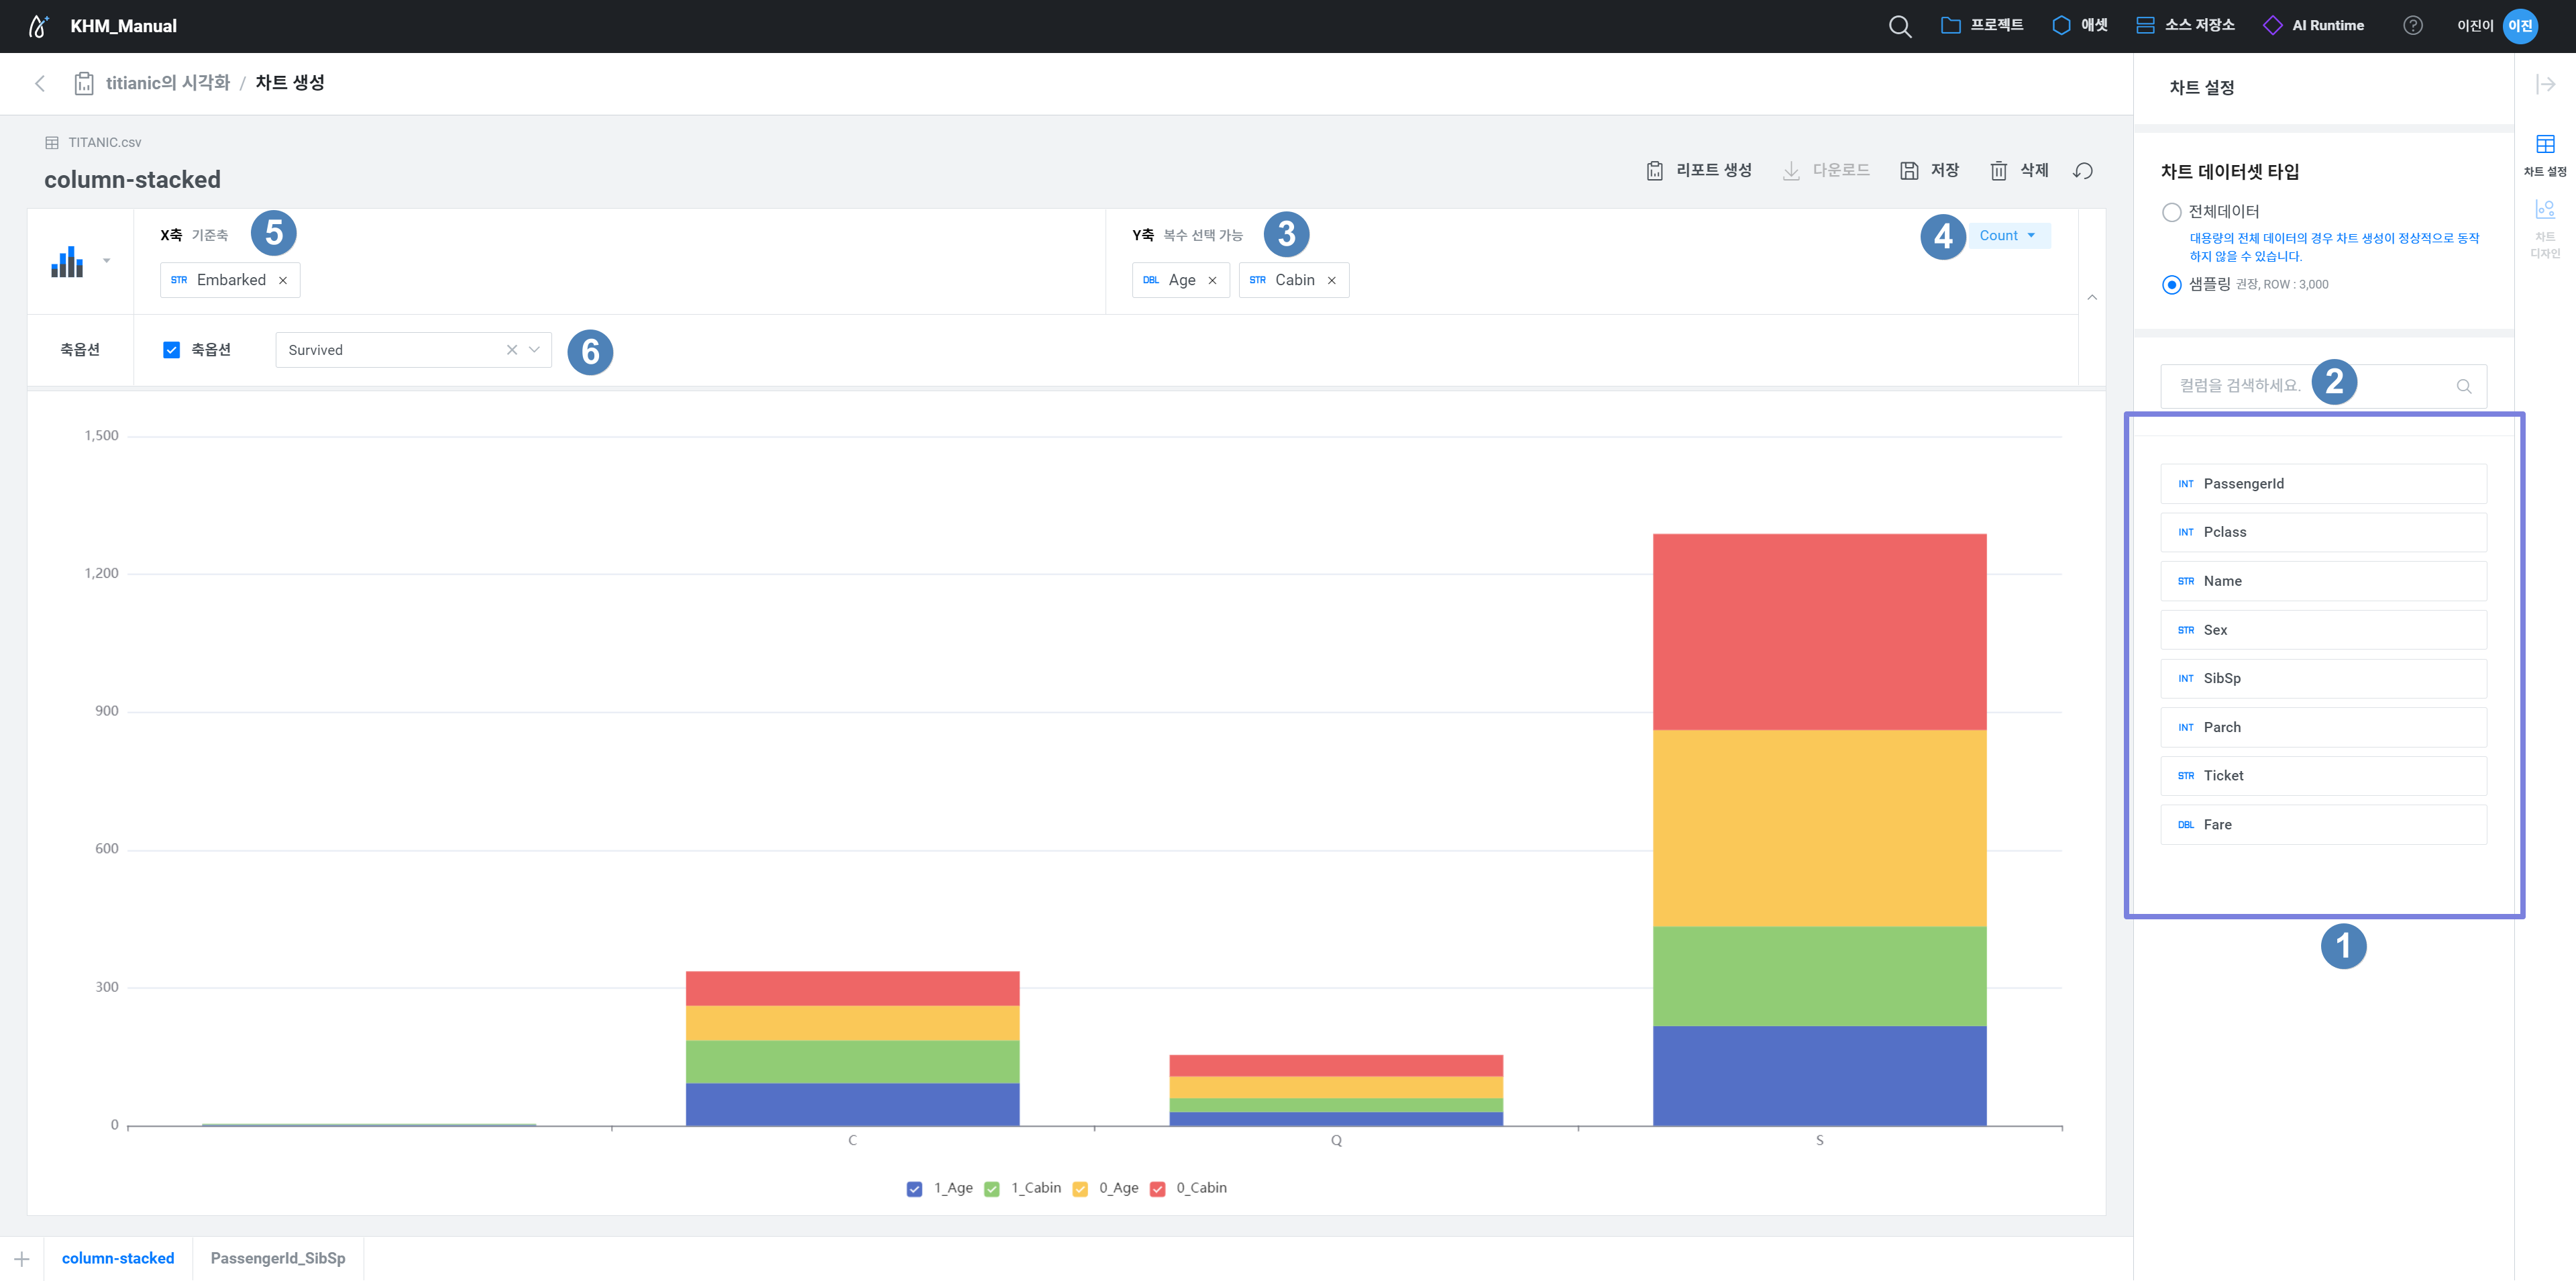 KHM_Manual
프로젝트
애셋
소스 저장소
AI Runtime
?
이진이
이진
titianic의 시각화 / 차트 생성
TITANIC.csv
column-stacked
리포트 생성
다운로드
저장
삭제
X축 기준축
5
STR Embarked ×
Y축 복수 선택 가능
3
4
Count
DBL Age ×
STR Cabin ×
축옵션
축옵션
Survived
6
1,500
1,200
900
600
300
0
C
Q
S
1_Age
1_Cabin
0_Age
0_Cabin
column-stacked
PassengerId_SibSp
차트 설정
차트 데이터셋 타입
전체데이터
대용량의 전체 데이터의 경우 차트 생성이 정상적으로 동작
하지 않을 수 있습니다.
샘플링 권장, ROW : 3,000
컬럼을 검색하세요.
2
INT PassengerId
INT Pclass
STR Name
STR Sex
INT SibSp
INT Parch
STR Ticket
DBL Fare
1
차트 설정
차트
디자인